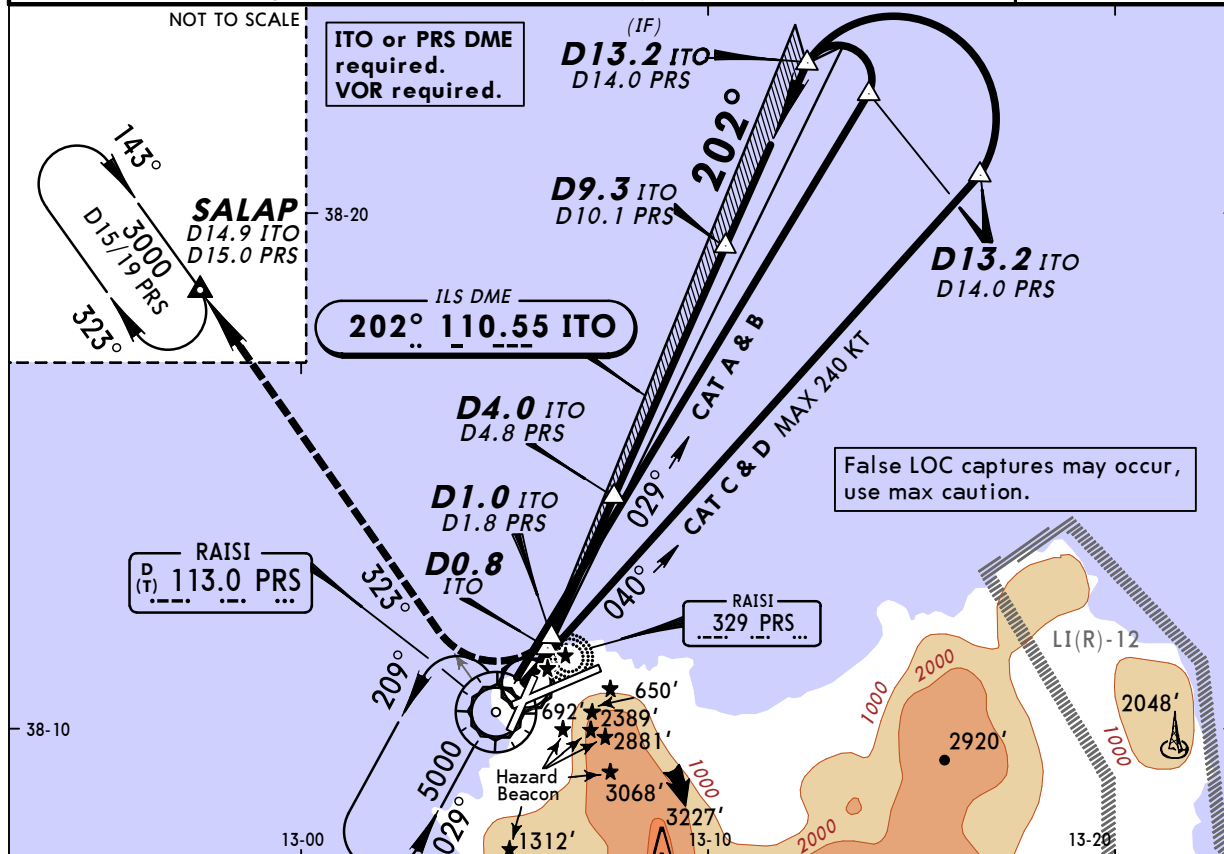 NOT TO SCALE
ITO or PRS DME
required.
VOR required.
(IF)
D13.2 ITO
D14.0 PRS
202°
143°
3000
D15/19 PRS
323°
SALAP
D14.9 ITO
D15.0 PRS
38-20
D9.3 ITO
D10.1 PRS
D13.2 ITO
D14.0 PRS
ILS DME
202° 110.55 ITO
D4.0 ITO
D4.8 PRS
029°
CAT A & B
CAT C & D MAX 240 KT
040°
False LOC captures may occur,
use max caution.
D1.0 ITO
D1.8 PRS
RAISI
D
(T) 113.0 PRS
323°
D0.8
ITO
RAISI
329 PRS
LI(R)-12
209°
5000
029°
650'
692'
2389'
2881'
Hazard
Beacon
3068'
3227'
1312'
1000
1000
2000
2000
2920'
2048'
1000
38-10
13-00
13-10
13-20